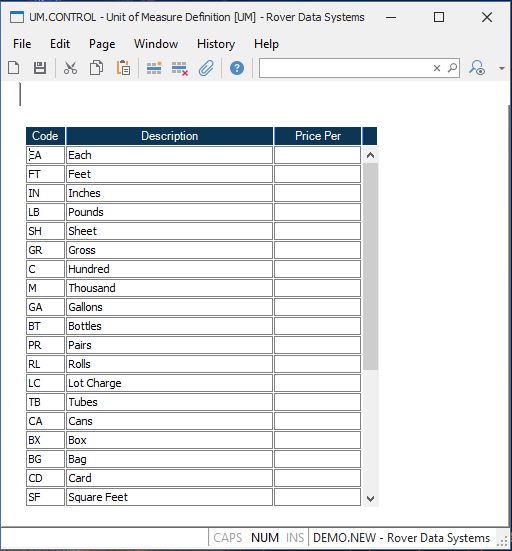 UM.CONTROL - Unit of Measure Definition [UM] - Rover Data Systems
File Edit Page Window History Help
Code Description Price Per
EA Each
FT Feet
IN Inches
LB Pounds
SH Sheet
GR Gross
C Hundred
M Thousand
GA Gallons
BT Bottles
PR Pairs
RL Rolls
LC Lot Charge
TB Tubes
CA Cans
BX Box
BG Bag
CD Card
SF Square Feet
CAPS NUM INS DEMO.NEW - Rover Data Systems